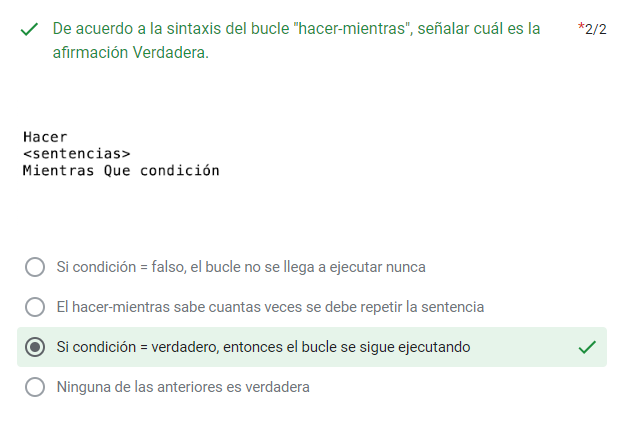 De acuerdo a la sintaxis del bucle "hacer-mientras", señalar cuál es la
*2/2
afirmación Verdadera.
Hacer
<sentencias>
Mientras Que condición
Si condición = falso, el bucle no se llega a ejecutar nunca
El hacer-mientras sabe cuantas veces se debe repetir la sentencia
Si condición = verdadero, entonces el bucle se sigue ejecutando
Ninguna de las anteriores es verdadera